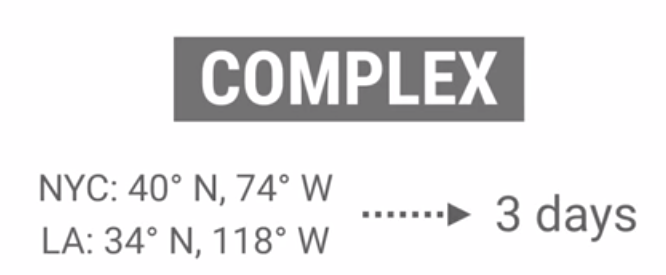 COMPLEX
NYC: 40° N, 74° W
LA: 34° N, 118° W
3 days